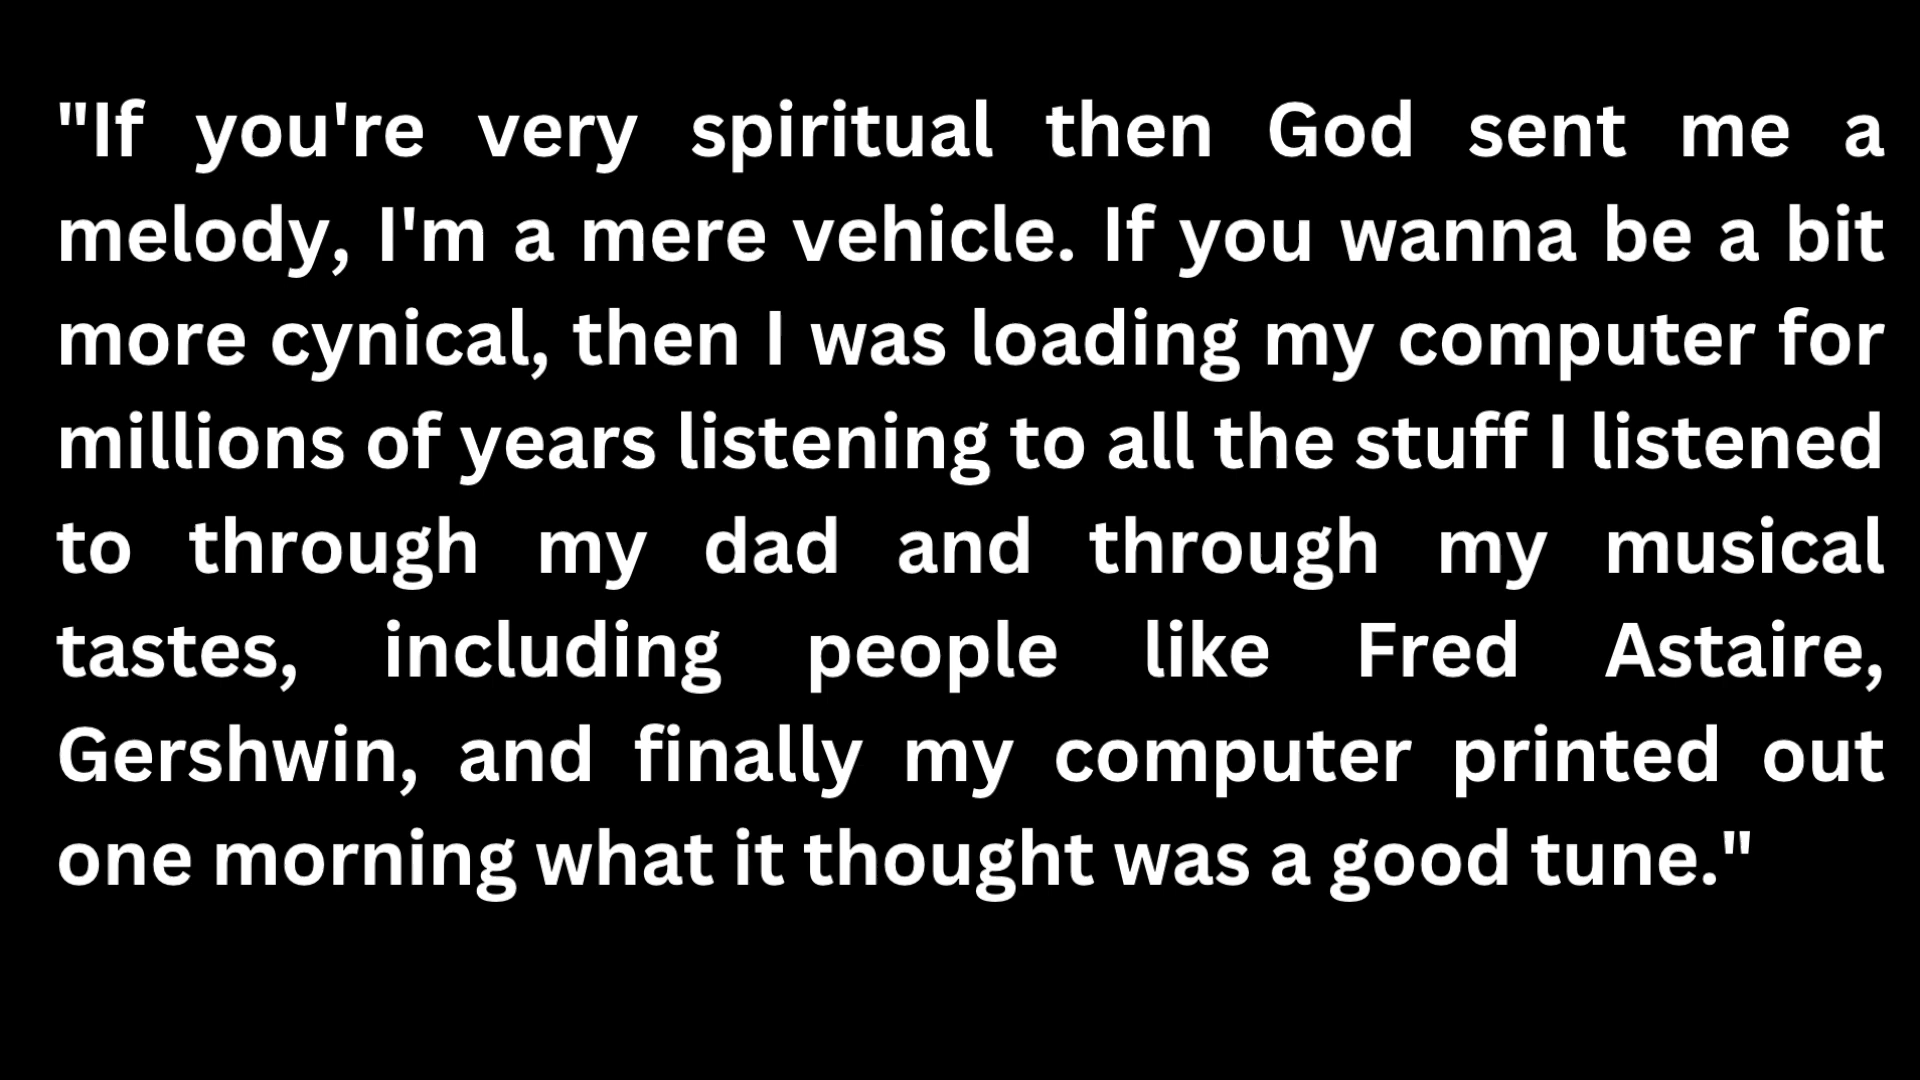 "If you're very spiritual then God sent me a
melody, I'm a mere vehicle. If you wanna be a bit
more cynical, then I was loading my computer for
millions of years listening to all the stuff I listened
to through my dad and through my musical
tastes, including people like Fred Astaire,
Gershwin, and finally my computer printed out
one morning what it thought was a good tune."